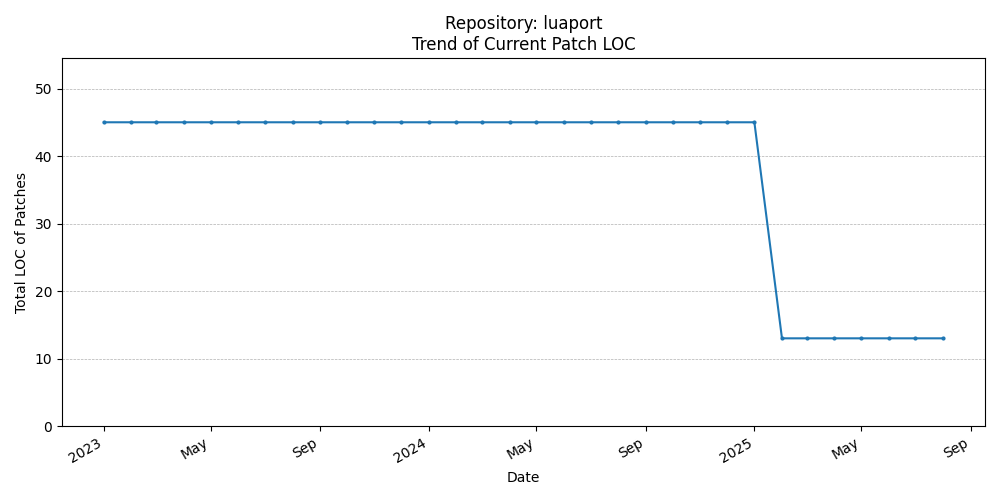 Repository: luaport
Trend of Current Patch LOC
Total LOC of Patches
50
40
30
20
10
0
2023
May
Sep
2024
May
Sep
2025
May
Sep
Date